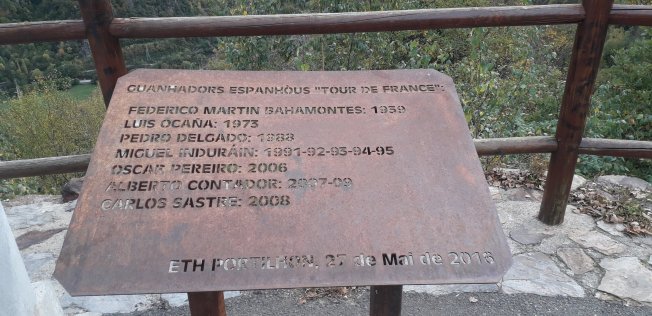 GUANHADORS ESPANHÒUS "TOUR DE FRANCE":
FEDERICO MARTIN BAHAMONTES: 1959
LUIS OCAÑA: 1973
PEDRO DELGADO: 1988
MIGUEL INDURÁIN: 1991-92-93-94-95
OSCAR PEREIRO: 2006
ALBERTO CONTADOR: 2007-09
CARLOS SASTRE: 2008
ETH PORTILHON, 27 de Mai de 2016